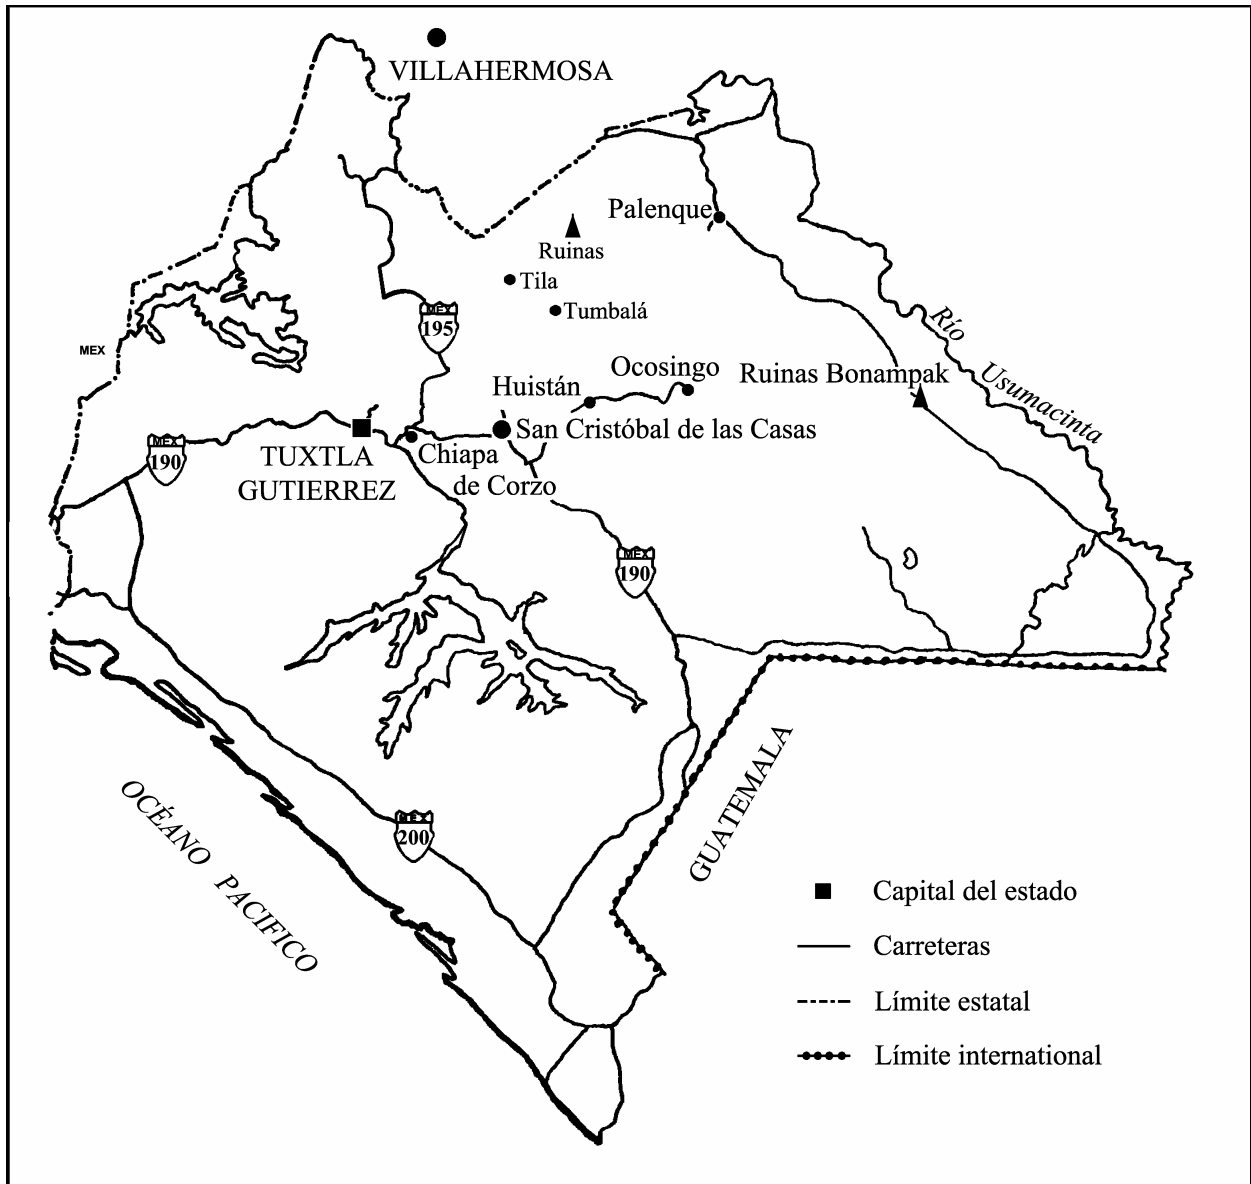 VILLAHERMOSA
Palenque
Ruinas
Tila
Tumbalá
Río
Usumacinta
MEX
195
MEX
Ocosingo
Ruinas Bonampak
Huistán
San Cristóbal de las Casas
MEX
190
TUXTLA
GUTIERREZ
Chiapa
de Corzo
MEX
190
GUATEMALA
OCÉANO PACIFICO
MEX
200
Capital del estado
Carreteras
Límite estatal
Límite international